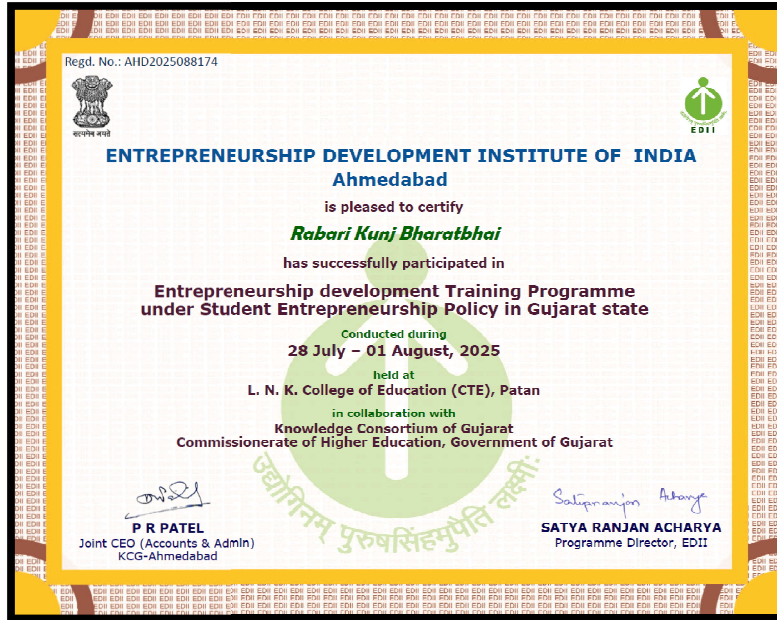 Regd. No.: AHD2025088174
सत्यमेव जयते
EDII
ENTREPRENEURSHIP DEVELOPMENT INSTITUTE OF INDIA
Ahmedabad
is pleased to certify
Rabari Kunj Bharatbhai
has successfully participated in
Entrepreneurship development Training Programme
under Student Entrepreneurship Policy in Gujarat state
Conducted during
28 July – 01 August, 2025
held at
L. N. K. College of Education (CTE), Patan
in collaboration with
Knowledge Consortium of Gujarat
Commissionerate of Higher Education, Government of Gujarat
उद्योगिनम् पुरुषसिंहमुपेति लक्ष्मीः
Satyaranjan Acharya
P R PATEL
Joint CEO (Accounts & Admin)
KCG-Ahmedabad
SATYA RANJAN ACHARYA
Programme Director, EDII